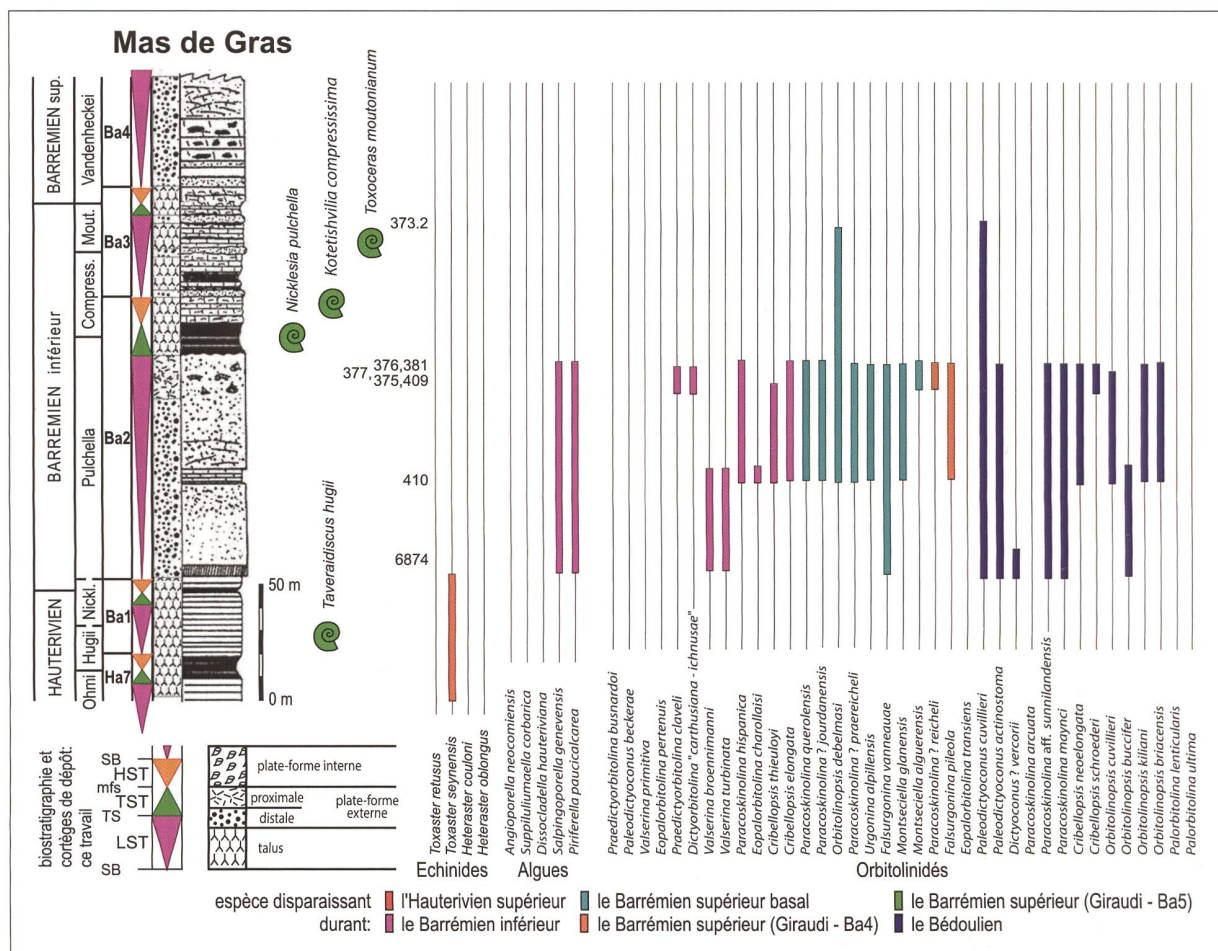 Mas de Gras
BARREMIEN sup.
BARREMIEN inférieur
HAUTERIVIEN
Vandenheckei
Mout.
Compress.
Pulchella
Nickl.
Hugii
Ohmi
Ba4
Ba3
Ba2
Ba1
Ha7
50 m
0 m
Taveraidiscus hugii
Nicklesia pulchella
Kotetishvilia compressissima
Toxoceras moutonianum
373.2
377, 376,381
375,409
410
6874
Toxaster retusus
Toxaster seynensis
Heteraster couloni
Heteraster oblongus
Angioporella neocomiensis
Suppiluliumaella corbarica
Dissocladella hauteriviana
Salpingoporella genevensis
Piriferella paucicalcarea
Praedictyorbitolina busnardoi
Paleodictyoconus beckerae
Valserina primitiva
Eopalorbitolina pertenuis
Praedictyorbitolina claveli
Dictyorbitolina "carthusiana - ichnusae"
Valserina broennimanni
Valserina turbinata
Paracoskinolina hispanica
Eopalorbitolina charollaisi
Cribellopsis thieuloyi
Cribellopsis elongata
Paracoskinolina querolensis
Paracoskinolina ? jourdanensis
Orbitolinopsis debelmasi
Paracoskinolina ? praereicheli
Urgonina alpillensis
Falsurgonina vanneauae
Montseciella glanensis
Montseciella alguerensis
Paracoskinolina ? reicheli
Falsurgonina pileola
Eopalorbitolina transiens
Paleodictyoconus cuvillieri
Paleodictyoconus actinostoma
Dictyoconus ? vercorii
Paracoskinolina arcuata
Paracoskinolina aff. sunnilandensis
Paracoskinolina maynci
Cribellopsis neoelongata
Cribellopsis schroederi
Orbitolinopsis cuvillieri
Orbitolinopsis buccifer
Orbitolinopsis kiliani
Orbitolinopsis briacensis
Palorbitolina lenticularis
Palorbitolina ultima
Echinides
Algues
Orbitolinidés
biostratigraphie et
cortèges de dépôt:
ce travail
SB
HST
mfs
TST
TS
LST
SB
plate-forme interne
proximale
distale
plate-forme
externe
talus
espèce disparaissant
durant:
l'Hauterivien supérieur
le Barrémien inférieur
le Barrémien supérieur basal
le Barrémien supérieur (Giraudi - Ba4)
le Barrémien supérieur (Giraudi - Ba5)
le Bédoulien